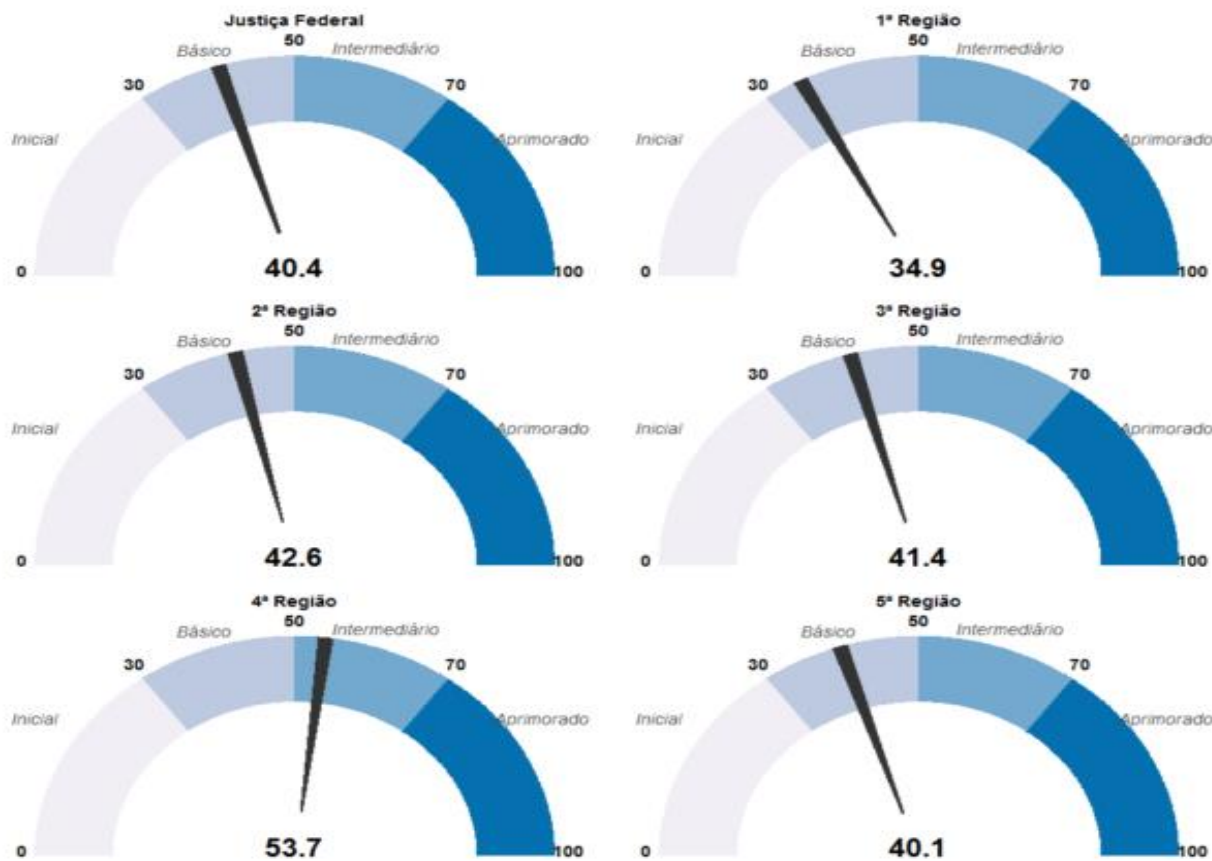 Justiça Federal
Básico 50 Intermediário
30 70
Inicial Aprimorado
0 40.4 100
1ª Região
Básico 50 Intermediário
30 70
Inicial Aprimorado
0 34.9 100
2ª Região
Básico 50 Intermediário
30 70
Inicial Aprimorado
0 42.6 100
3ª Região
Básico 50 Intermediário
30 70
Inicial Aprimorado
0 41.4 100
4ª Região
Básico 50 Intermediário
30 70
Inicial Aprimorado
0 53.7 100
5ª Região
Básico 50 Intermediário
30 70
Inicial Aprimorado
0 40.1 100